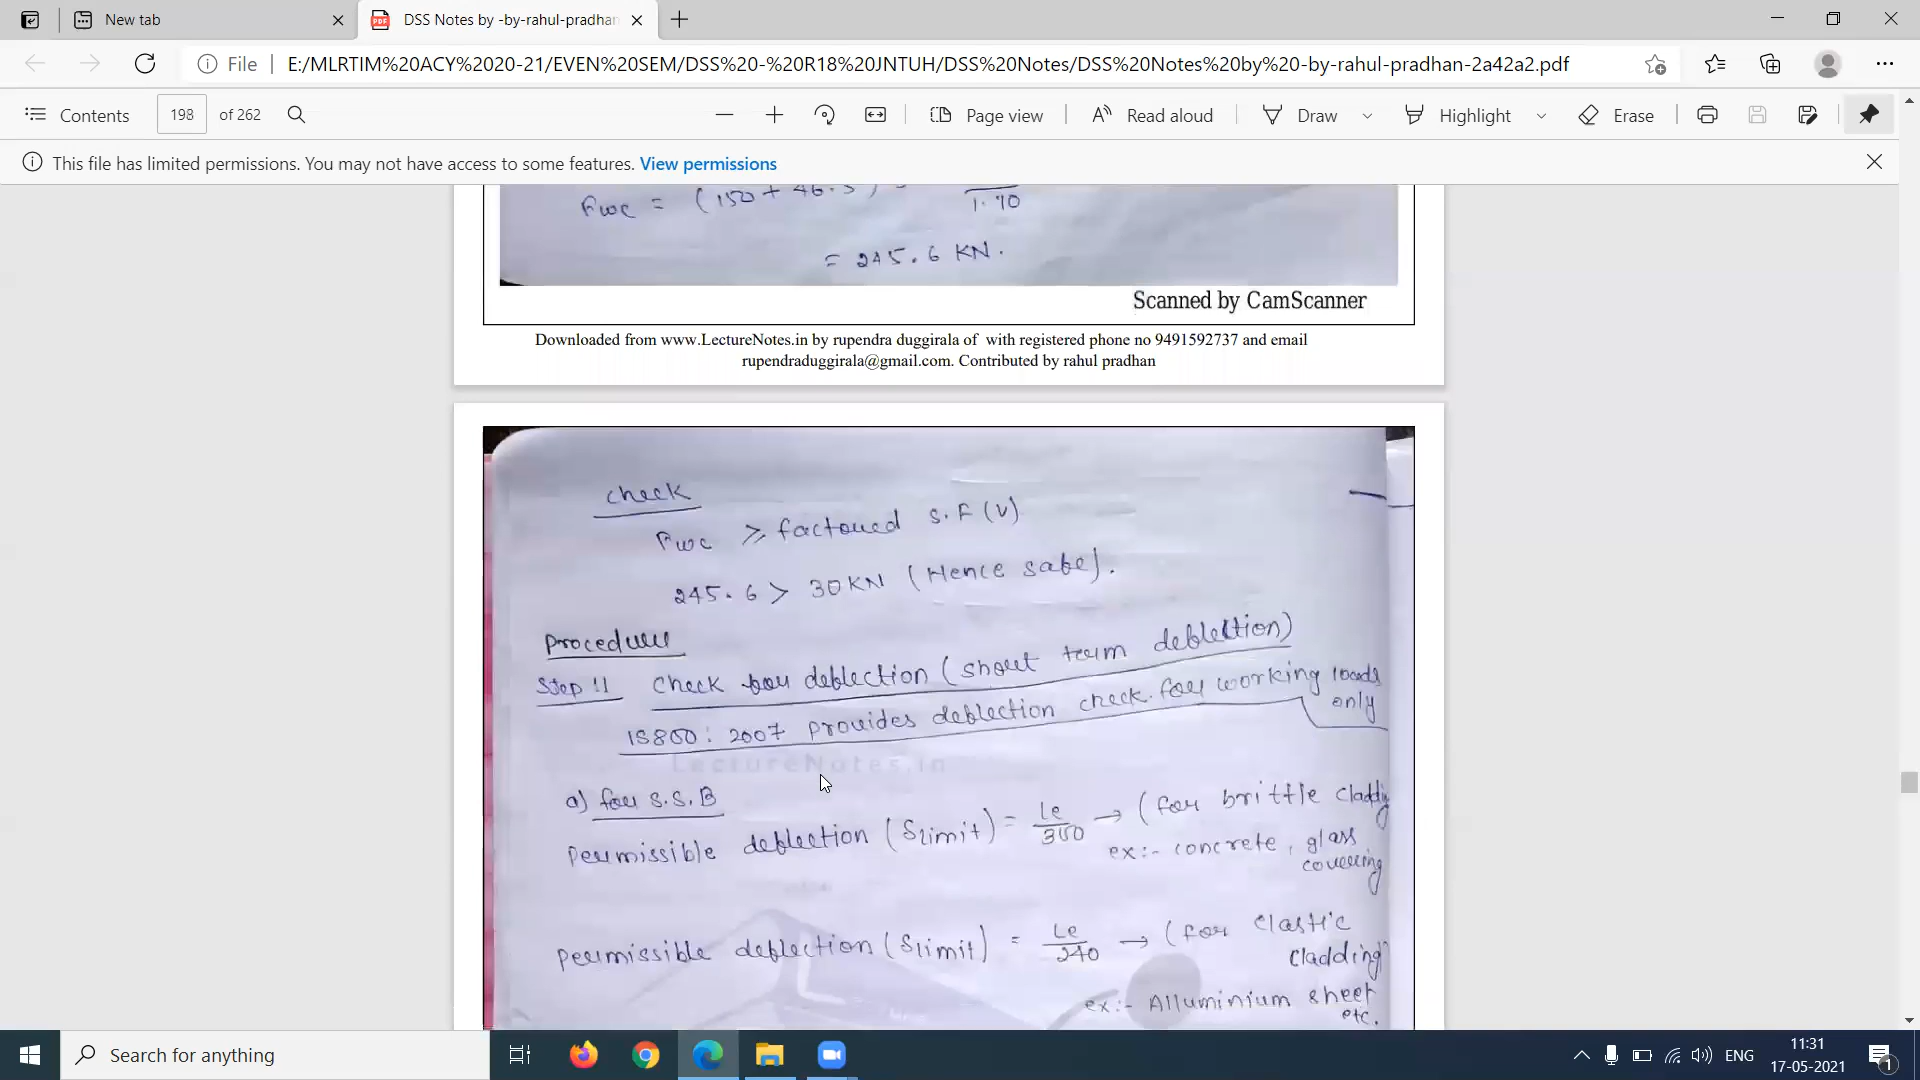 New tab
DSS Notes by -by-rahul-pradhan
File
E:/MLRTIM%20ACY%2020-21/EVEN%20SEM/DSS%20-%20R18%20JNTUH/DSS%20Notes/DSS%20Notes%20by%20-by-rahul-pradhan-2a42a2.pdf
Contents 198 of 262 Page view Read aloud Draw Highlight Erase
This file has limited permissions. You may not have access to some features. View permissions
Fwc = (150 + 46.5)
1.10
= 245.6 KN.
Scanned by CamScanner
Downloaded from www.LectureNotes.in by rupendra duggirala of with registered phone no 9491592737 and email
rupendraduggirala@gmail.com. Contributed by rahul pradhan
check
Fwc ≥ factored S.F (V)
245.6 > 30KN (Hence safe).
Procedure
Step 11 Check for deflection (short term deflection)
IS800: 2007 provides deflection check for working loads
only
LectureNotes.in
a) for S.S.B
Permissible deflection (δlimit) = Le/300 → (for brittle claddin
ex:- concrete, glass
covering
Permissible deflection (δlimit) = Le/240 → (for elastic
cladding)
ex:- Alluminium sheet
etc.
Search for anything
ENG
11:31
17-05-2021
1